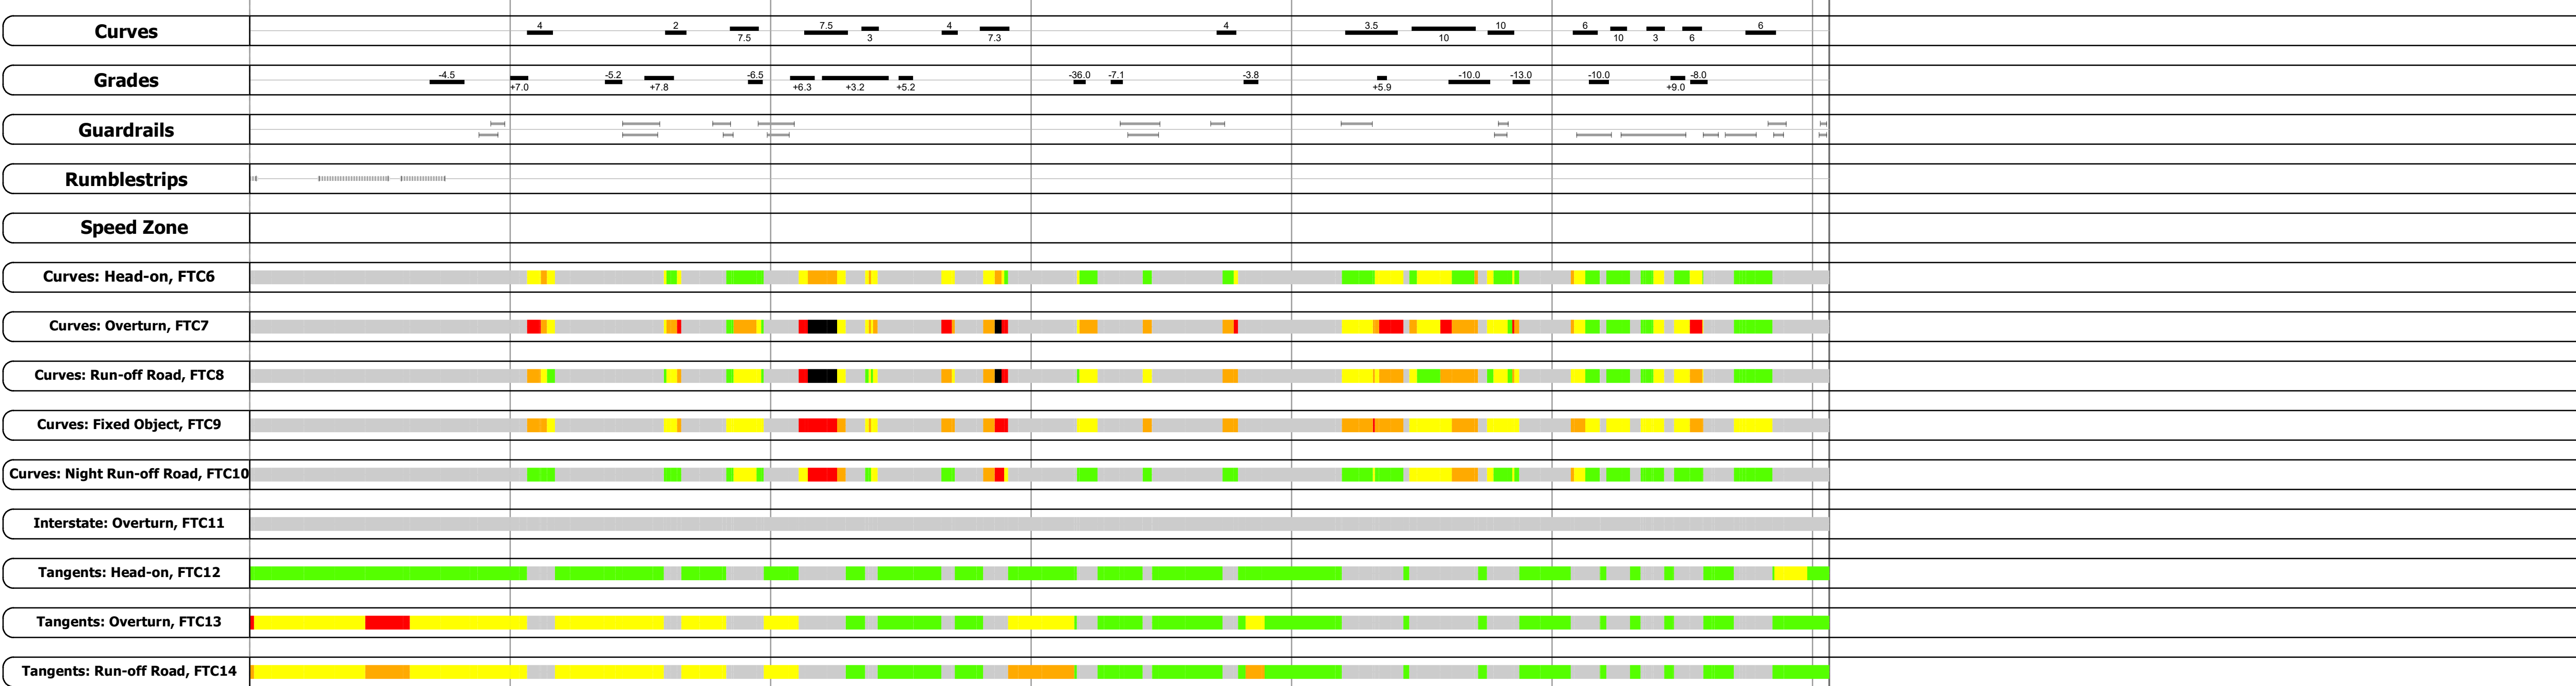 Curves
4 2 7.5 4 4 3.5 10 6 6
7.5 3 7.3 10 10 3 6
Grades
-4.5 -5.2 -6.5 -36.0 -7.1 -3.8 -10.0 -13.0 -10.0 -8.0
+7.0 +7.8 +6.3 +3.2 +5.2 +5.9 +9.0
Guardrails
Rumblestrips
Speed Zone
Curves: Head-on, FTC6
Curves: Overturn, FTC7
Curves: Run-off Road, FTC8
Curves: Fixed Object, FTC9
Curves: Night Run-off Road, FTC10
Interstate: Overturn, FTC11
Tangents: Head-on, FTC12
Tangents: Overturn, FTC13
Tangents: Run-off Road, FTC14